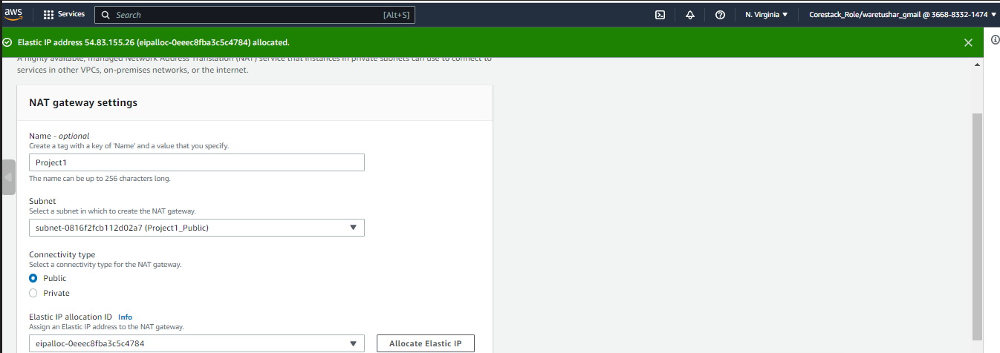 aws Services Search [Alt+S] N. Virginia Corestack_Role/waretushar_gmail @ 3668-8332-1474
Elastic IP address 54.83.155.26 (eipalloc-0eeec8fba3c5c4784) allocated.
A highly available, managed Network Address Translation (NAT) service that instances in private subnets can use to connect to
services in other VPCs, on-premises networks, or the internet.
NAT gateway settings
Name - optional
Create a tag with a key of 'Name' and a value that you specify.
Project1
The name can be up to 256 characters long.
Subnet
Select a subnet in which to create the NAT gateway.
subnet-0816f2fcb112d02a7 (Project1_Public)
Connectivity type
Select a connectivity type for the NAT gateway.
Public
Private
Elastic IP allocation ID Info
Assign an Elastic IP address to the NAT gateway.
eipalloc-0eeec8fba3c5c4784 Allocate Elastic IP